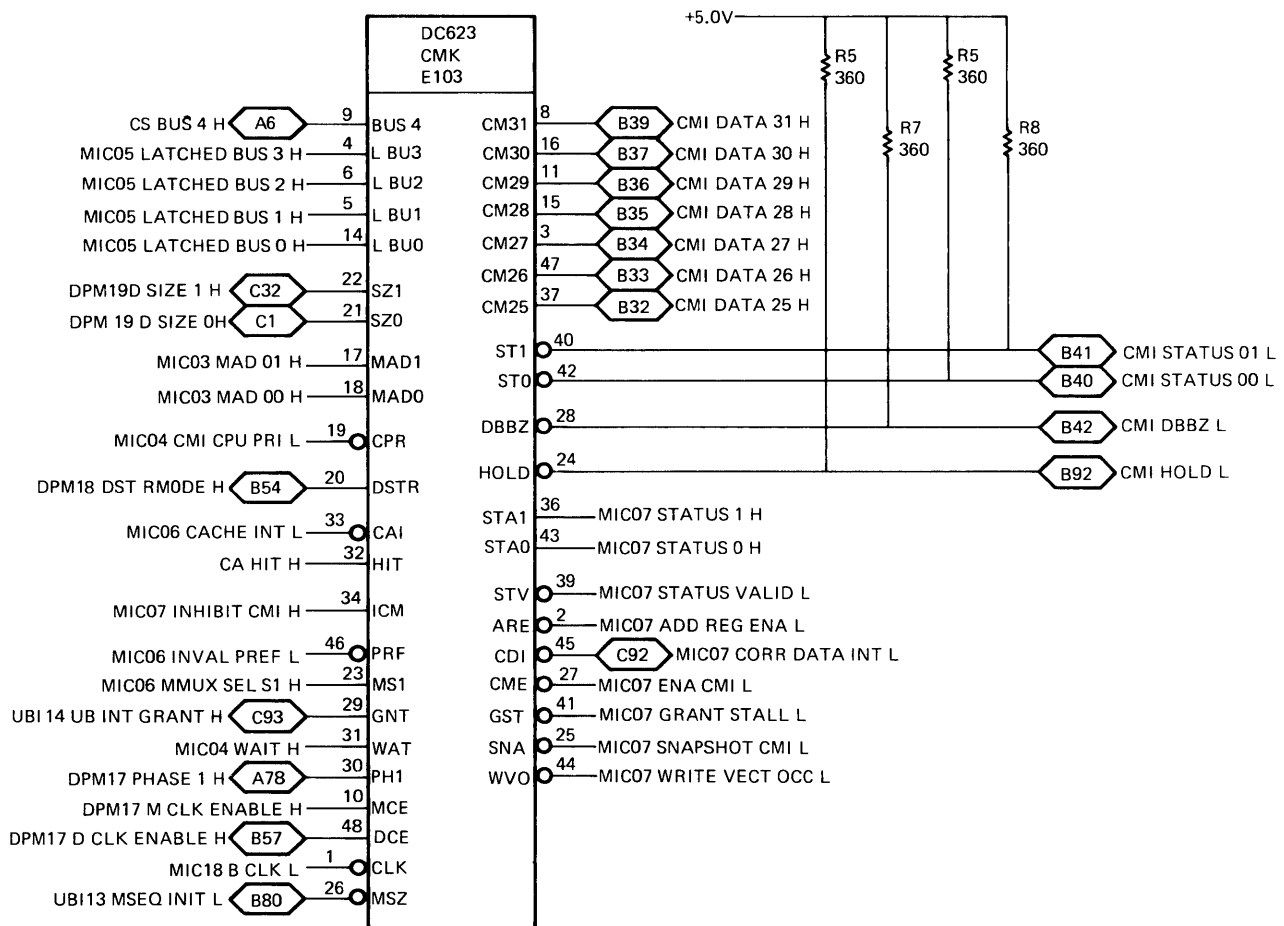 +5.0V
DC623
CMK
E103
R5
360
R5
360
R7
360
R8
360
CS BUS 4 H A6 9 BUS 4
MIC05 LATCHED BUS 3 H 4 L BU3
MIC05 LATCHED BUS 2 H 6 L BU2
MIC05 LATCHED BUS 1 H 5 L BU1
MIC05 LATCHED BUS 0 H 14 L BU0
DPM19D SIZE 1 H C32 22 SZ1
DPM 19 D SIZE 0H C1 21 SZ0
MIC03 MAD 01 H 17 MAD1
MIC03 MAD 00 H 18 MAD0
MIC04 CMI CPU PRI L 19 CPR
DPM18 DST RMODE H B54 20 DSTR
MIC06 CACHE INT L 33 CAI
CA HIT H 32 HIT
MIC07 INHIBIT CMI H 34 ICM
MIC06 INVAL PREF L 46 PRF
MIC06 MMUX SEL S1 H 23 MS1
UBI 14 UB INT GRANT H C93 29 GNT
MIC04 WAIT H 31 WAT
DPM17 PHASE 1 H A78 30 PH1
DPM17 M CLK ENABLE H 10 MCE
DPM17 D CLK ENABLE H B57 48 DCE
MIC18 B CLK L 1 CLK
UBI13 MSEQ INIT L B80 26 MSZ
CM31 8 B39 CMI DATA 31 H
CM30 16 B37 CMI DATA 30 H
CM29 11 B36 CMI DATA 29 H
CM28 15 B35 CMI DATA 28 H
CM27 3 B34 CMI DATA 27 H
CM26 47 B33 CMI DATA 26 H
CM25 37 B32 CMI DATA 25 H
ST1 40 B41 CMI STATUS 01 L
ST0 42 B40 CMI STATUS 00 L
DBBZ 28 B42 CMI DBBZ L
HOLD 24 B92 CMI HOLD L
STA1 36 MIC07 STATUS 1 H
STA0 43 MIC07 STATUS 0 H
STV 39 MIC07 STATUS VALID L
ARE 2 MIC07 ADD REG ENA L
CDI 45 C92 MIC07 CORR DATA INT L
CME 27 MIC07 ENA CMI L
GST 41 MIC07 GRANT STALL L
SNA 25 MIC07 SNAPSHOT CMI L
WVO 44 MIC07 WRITE VECT OCC L